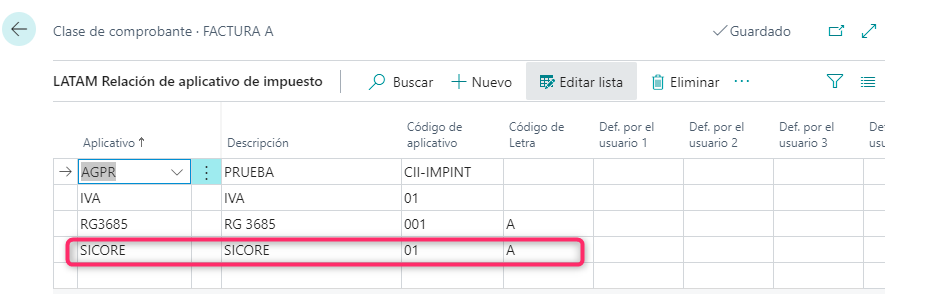 Clase de comprobante · FACTURA A
Guardado
LATAM Relación de aplicativo de impuesto
Buscar
Nuevo
Editar lista
Eliminar
...
Aplicativo ↑
Descripción
Código de
aplicativo
Código de
Letra
Def. por el
usuario 1
Def. por el
usuario 2
Def. por el
usuario 3
De
usu
AGPR PRUEBA CII-IMPINT
IVA IVA 01
RG3685 RG 3685 001 A
SICORE SICORE 01 A